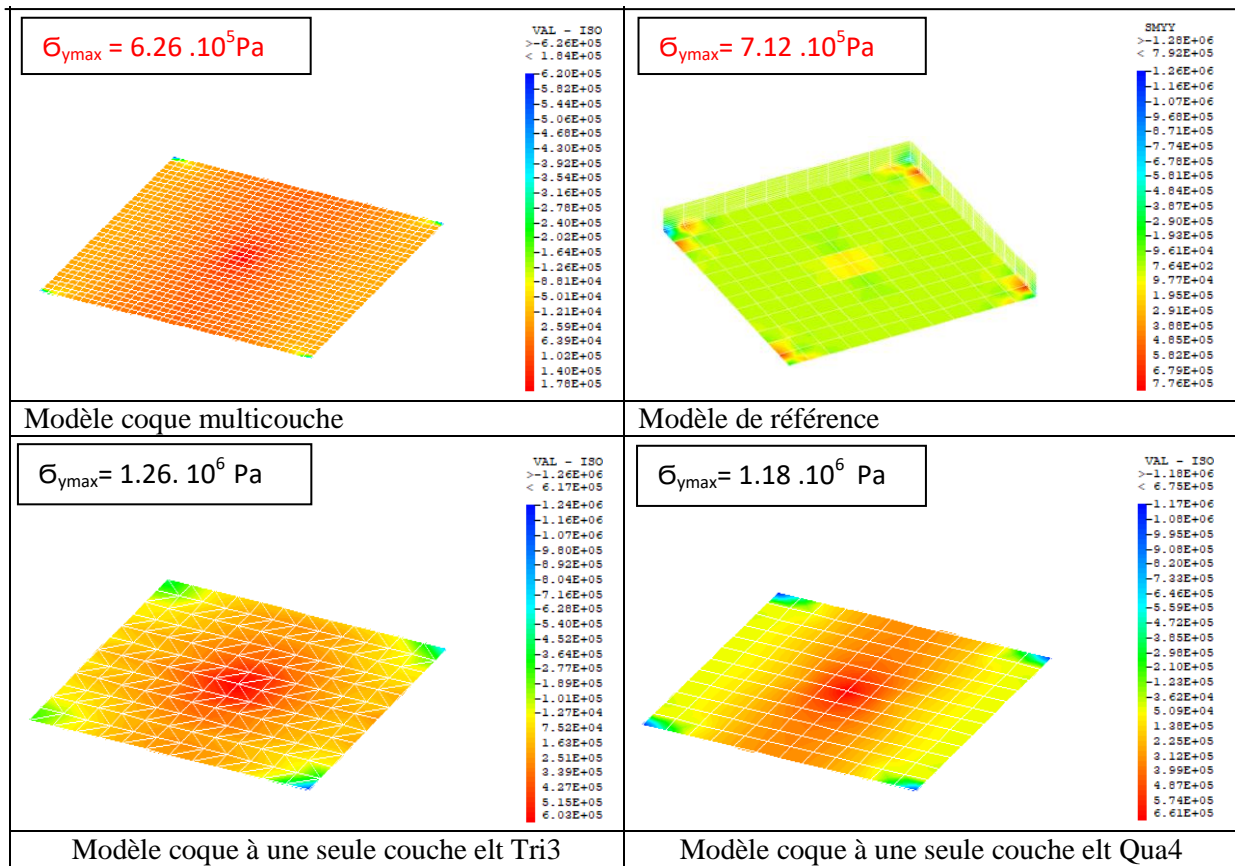 Ϭymax = 6.26 .10⁵Pa
VAL - ISO
>-6.26E+05
< 1.84E+05
-6.20E+05
-5.82E+05
-5.44E+05
-5.06E+05
-4.68E+05
-4.30E+05
-3.92E+05
-3.54E+05
-3.16E+05
-2.78E+05
-2.40E+05
-2.02E+05
-1.64E+05
-1.26E+05
-8.81E+04
-5.01E+04
-1.21E+04
2.59E+04
6.39E+04
1.02E+05
1.40E+05
1.78E+05
Modèle coque multicouche
Ϭymax = 7.12 .10⁵Pa
SMYY
>-1.28E+06
< 7.92E+05
-1.26E+06
-1.16E+06
-1.07E+06
-9.68E+05
-8.71E+05
-7.74E+05
-6.78E+05
-5.81E+05
-4.84E+05
-3.87E+05
-2.90E+05
-1.93E+05
-9.61E+04
7.64E+02
9.77E+04
1.95E+05
2.91E+05
3.88E+05
4.85E+05
5.82E+05
6.79E+05
7.76E+05
Modèle de référence
Ϭymax= 1.26. 10⁶ Pa
VAL - ISO
>-1.26E+06
< 6.17E+05
-1.24E+06
-1.16E+06
-1.07E+06
-9.80E+05
-8.04E+05
-7.16E+05
-6.28E+05
-5.40E+05
-4.52E+05
-3.64E+05
-2.77E+05
-1.89E+05
-1.01E+05
-1.27E+04
7.52E+04
1.63E+05
2.51E+05
3.39E+05
4.27E+05
5.15E+05
6.03E+05
Modèle coque à une seule couche elt Tri3
Ϭymax= 1.18 .10⁶ Pa
VAL - ISO
>-1.18E+06
< 6.75E+05
-1.17E+06
-1.08E+06
-9.95E+05
-9.08E+05
-8.20E+05
-7.33E+05
-6.46E+05
-5.59E+05
-4.72E+05
-3.85E+05
-2.98E+05
-2.10E+05
-1.23E+05
-3.62E+04
5.09E+04
1.38E+05
2.25E+05
3.12E+05
3.99E+05
4.87E+05
5.74E+05
6.61E+05
Modèle coque à une seule couche elt Qua4